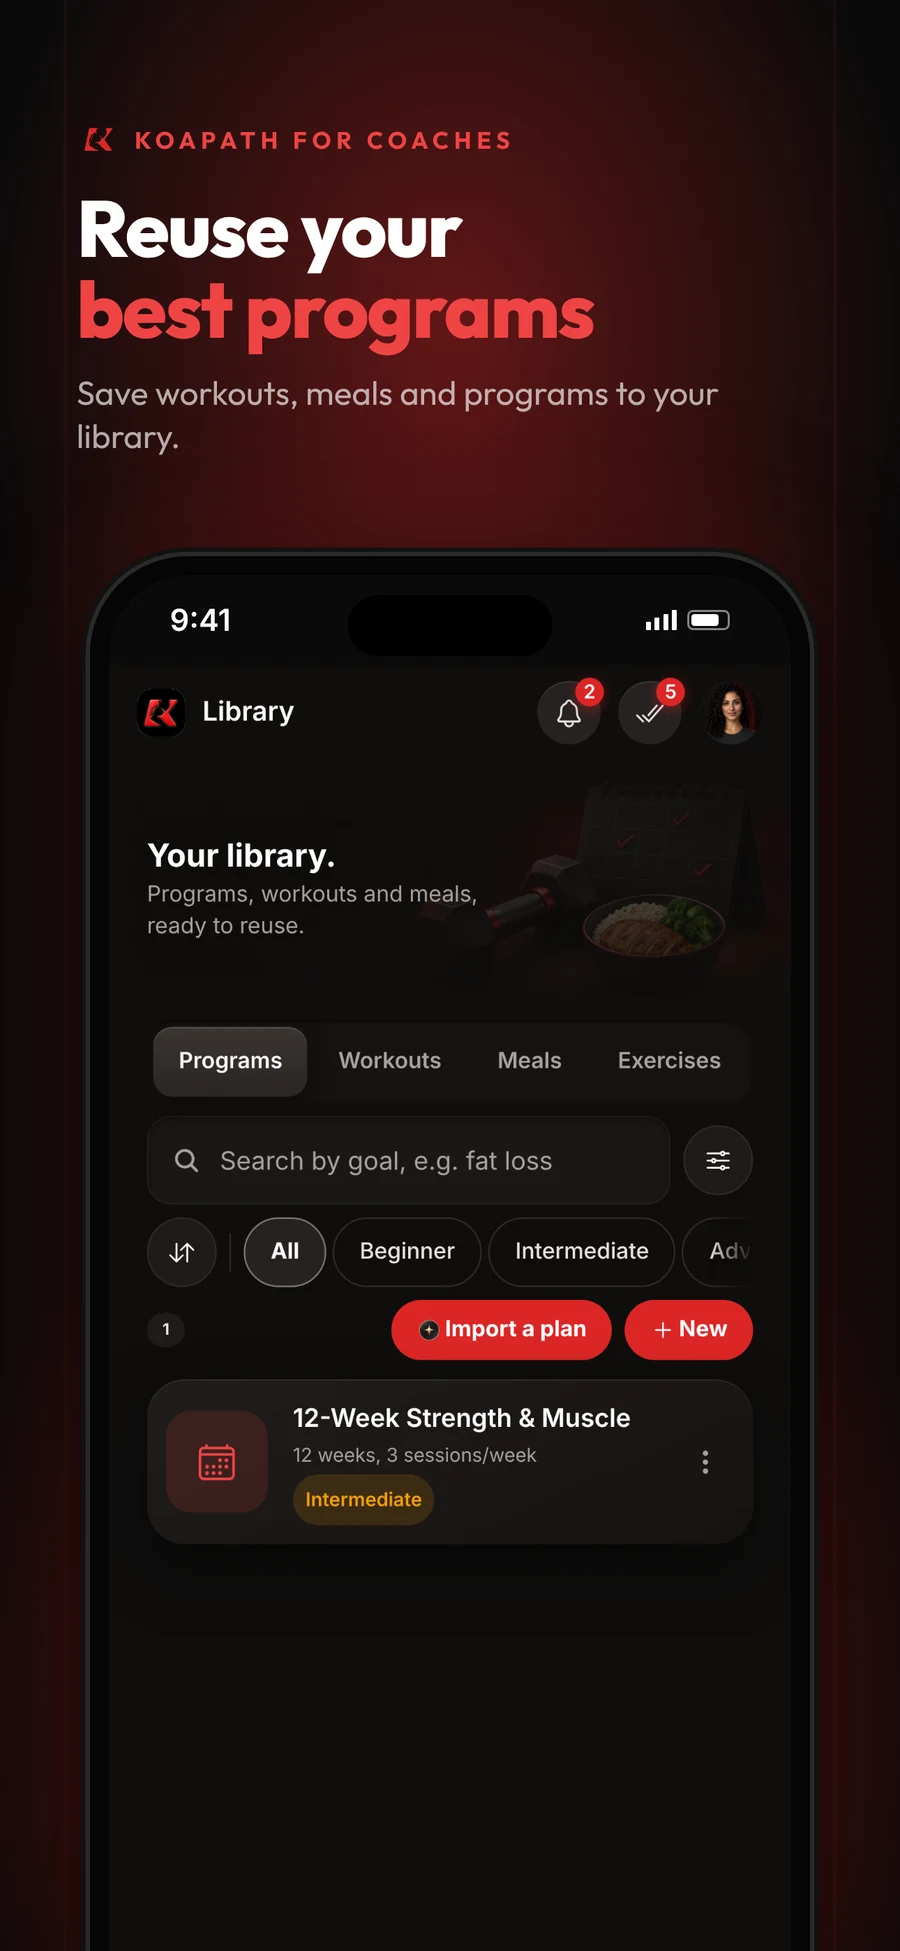 KOAPATH FOR COACHES
Reuse your
best programs
Save workouts, meals and programs to your
library.
9:41
Library
2
5
Your library.
Programs, workouts and meals,
ready to reuse.
Programs
Workouts
Meals
Exercises
Search by goal, e.g. fat loss
All
Beginner
Intermediate
Adv
1
Import a plan
+ New
12-Week Strength & Muscle
12 weeks, 3 sessions/week
Intermediate